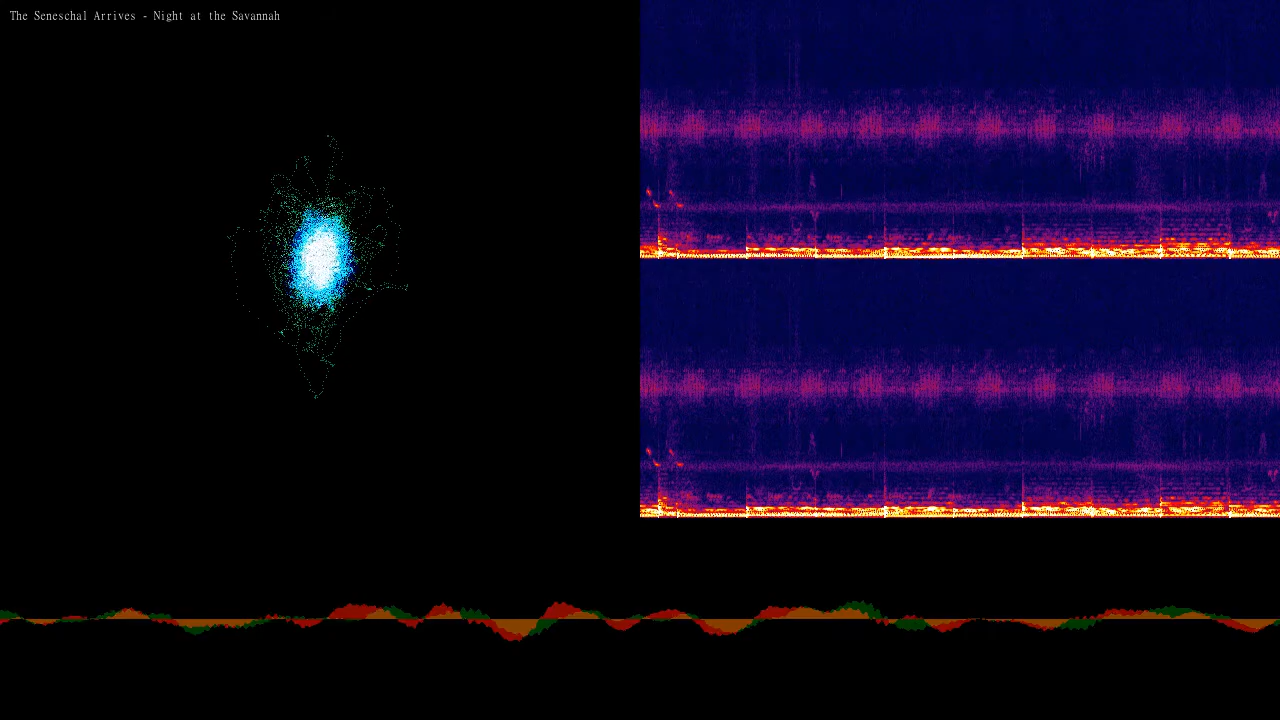 The Seneschal Arrives - Night at the Savannah